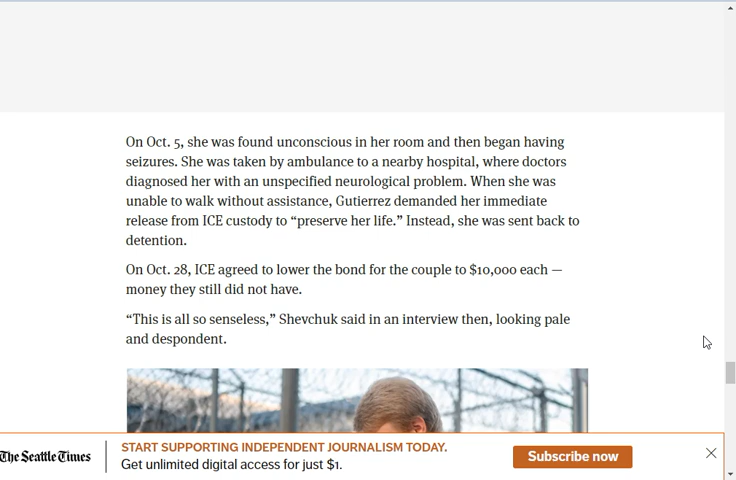 On Oct. 5, she was found unconscious in her room and then began having
seizures. She was taken by ambulance to a nearby hospital, where doctors
diagnosed her with an unspecified neurological problem. When she was
unable to walk without assistance, Gutierrez demanded her immediate
release from ICE custody to “preserve her life.” Instead, she was sent back to
detention.
On Oct. 28, ICE agreed to lower the bond for the couple to $10,000 each —
money they still did not have.
“This is all so senseless,” Shevchuk said in an interview then, looking pale
and despondent.
The Seattle Times
START SUPPORTING INDEPENDENT JOURNALISM TODAY.
Get unlimited digital access for just $1.
Subscribe now